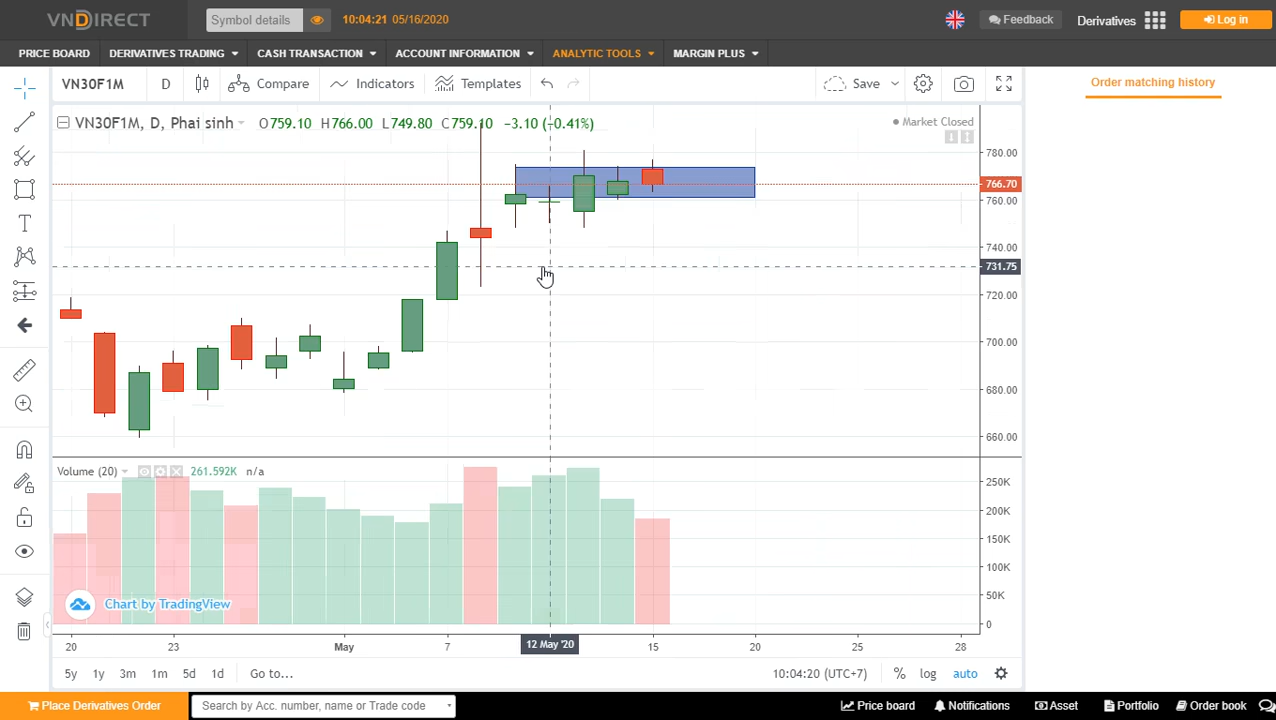 VNDIRECT
Symbol details
10:04:21 05/16/2020
Feedback
Derivatives
Log in
PRICE BOARD
DERIVATIVES TRADING
CASH TRANSACTION
ACCOUNT INFORMATION
ANALYTIC TOOLS
MARGIN PLUS
VN30F1M
D
Compare
Indicators
Templates
Save
Order matching history
VN30F1M, D, Phai sinh
O759.10 H766.00 L749.80 C759.10 −3.10 (−0.41%)
Market Closed
780.00
766.70
760.00
740.00
731.75
720.00
700.00
680.00
660.00
Volume (20)
261.592K n/a
250K
200K
150K
100K
50K
0
Chart by TradingView
20
23
May
7
12 May '20
15
20
25
28
5y
1y
3m
1m
5d
1d
Go to...
10:04:20 (UTC+7)
%
log
auto
Place Derivatives Order
Search by Acc. number, name or Trade code
Price board
Notifications
Asset
Portfolio
Order book